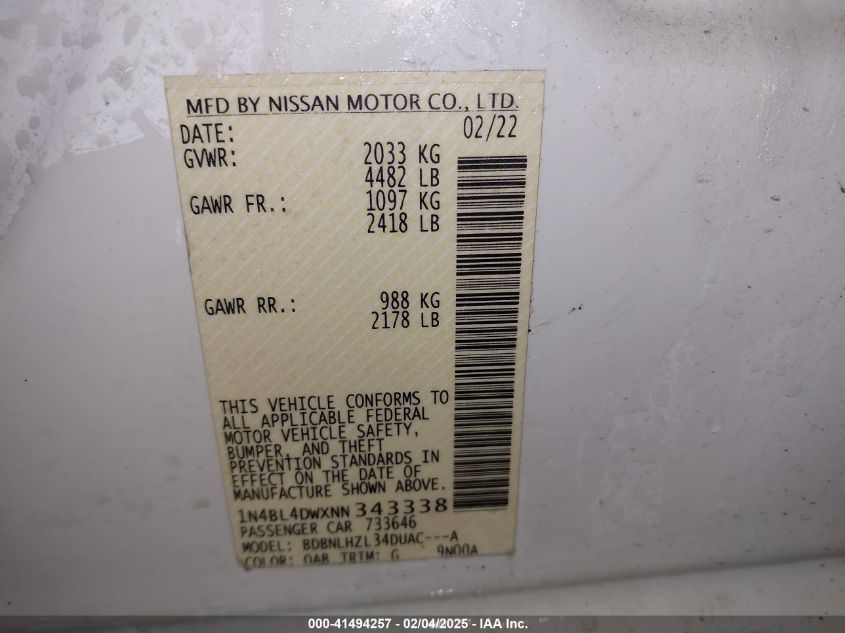 MFD BY NISSAN MOTOR CO., LTD.
DATE: 02/22
GVWR: 2033 KG
4482 LB
GAWR FR.: 1097 KG
2418 LB
GAWR RR.: 988 KG
2178 LB
THIS VEHICLE CONFORMS TO
ALL APPLICABLE FEDERAL
MOTOR VEHICLE SAFETY,
BUMPER, AND THEFT
PREVENTION STANDARDS IN
EFFECT ON THE DATE OF
MANUFACTURE SHOWN ABOVE.
1N4BL4DWXNN343338
PASSENGER CAR 733646
MODEL: BDBNLHZL34DUAC---A
COLOR: QAB TRIM: G 9N00A
000-41494257 - 02/04/2025 - IAA Inc.